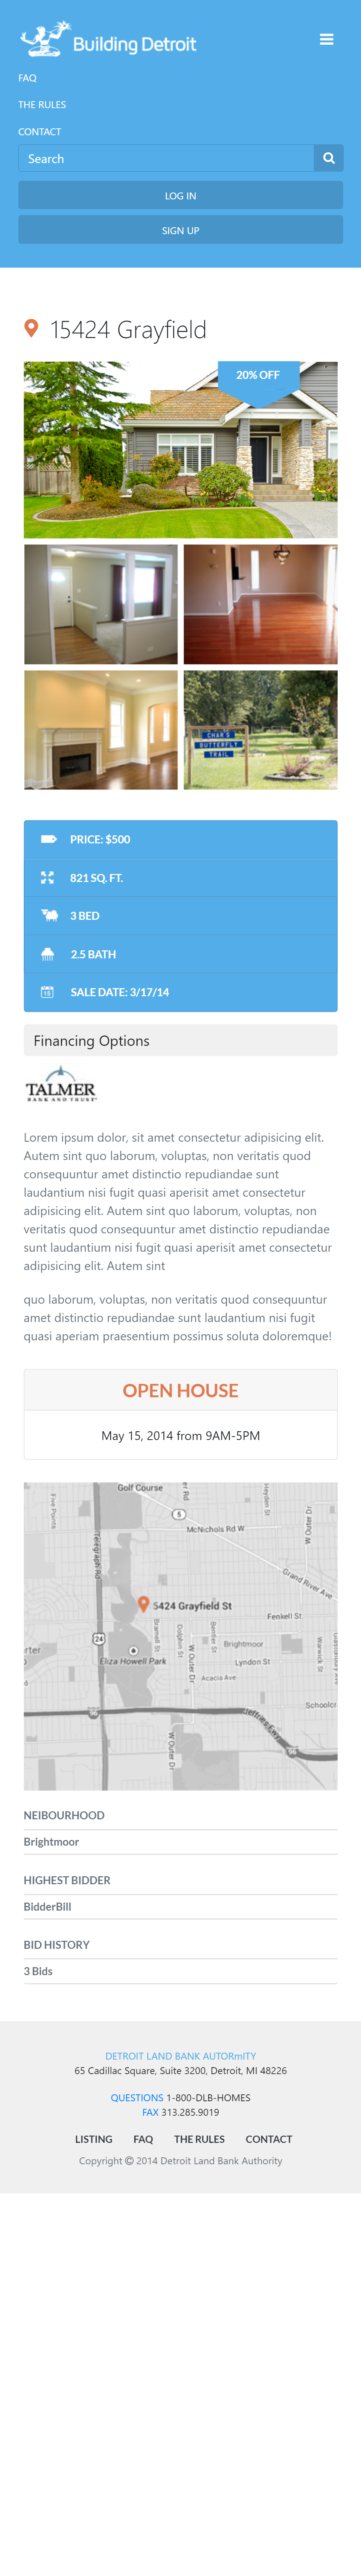 Building Detroit
FAQ
THE RULES
CONTACT
Search
LOG IN
SIGN UP
15424 Grayfield
20% OFF
CHAR'S
BUTTERFLY
TRAIL
PRICE: $500
821 SQ. FT.
3 BED
2.5 BATH
15
SALE DATE: 3/17/14
Financing Options
TALMER
BANK AND TRUST
Lorem ipsum dolor, sit amet consectetur adipisicing elit.
Autem sint quo laborum, voluptas, non veritatis quod
consequuntur amet distinctio repudiandae sunt
laudantium nisi fugit quasi aperisit amet consectetur
adipisicing elit. Autem sint quo laborum, voluptas, non
veritatis quod consequuntur amet distinctio repudiandae
sunt laudantium nisi fugit quasi aperisit amet consectetur
adipisicing elit. Autem sint
quo laborum, voluptas, non veritatis quod consequuntur
amet distinctio repudiandae sunt laudantium nisi fugit
quasi aperiam praesentium possimus soluta doloremque!
OPEN HOUSE
May 15, 2014 from 9AM-5PM
Golf Course
Five Points
er Rd
Hayden St
W Outer Dr
5
McNichols Rd W
Telegraph Rd
Grand River Ave
5424 Grayfield St
Fenkell St
24
Bramell St
Dolphin St
Bentler St
Brightmoor
Warwick St
Eliza Howell Park
W Outer Dr
Lyndon St
Acacia Ave
rter
Schoolcr
96
Jeffries Fwy
96
W Outer Dr
NEIBOURHOOD
Brightmoor
HIGHEST BIDDER
BidderBill
BID HISTORY
3 Bids
DETROIT LAND BANK AUTORmITY
65 Cadillac Square, Suite 3200, Detroit, MI 48226
QUESTIONS 1-800-DLB-HOMES
FAX 313.285.9019
LISTING FAQ THE RULES CONTACT
Copyright © 2014 Detroit Land Bank Authority